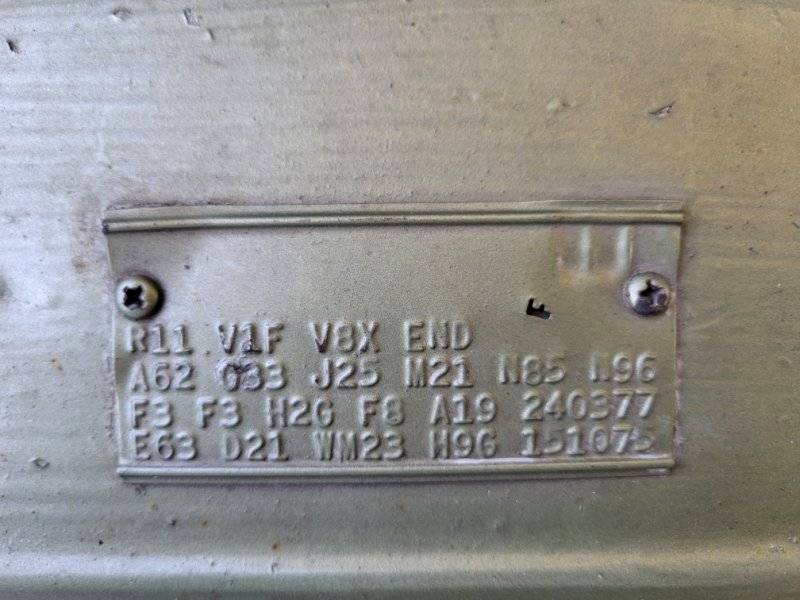 R11 V1F V8X END
A62 G33 J25 M21 N85 N96
F3 F3 H2G F8 A19 240377
E63 D21 WM23 H9G 151075